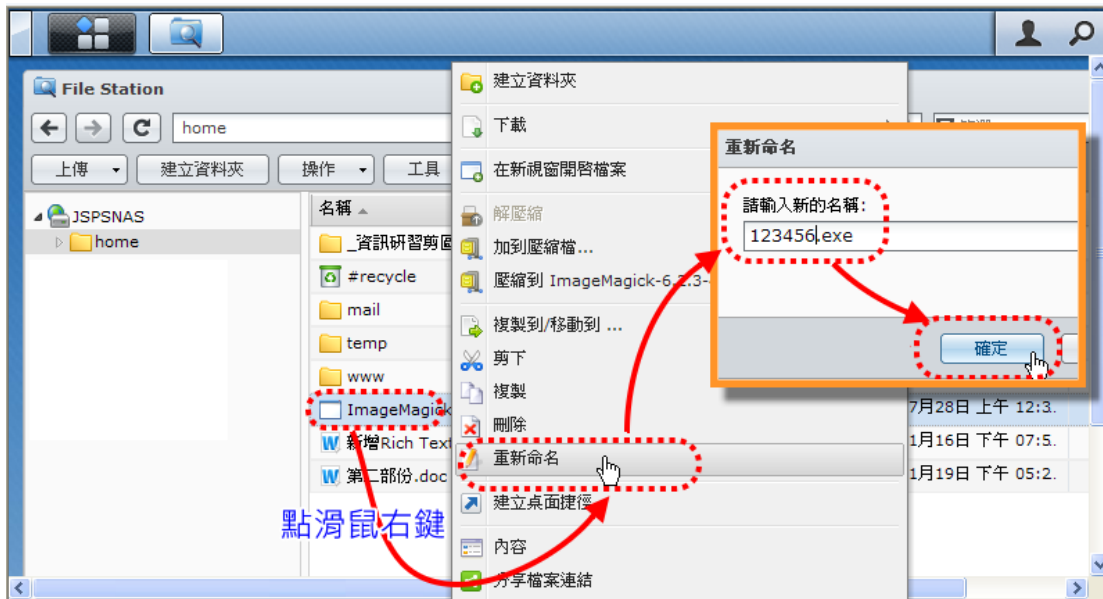 File Station
home
上傳
建立資料夾
操作
工具
JSPSNAS
home
名稱
_資訊研習剪
#recycle
mail
temp
www
ImageMagick
新增Rich Text
第二部份.doc
點滑鼠右鍵
建立資料夾
下載
在新視窗開啓檔案
解壓縮
加到壓縮檔...
壓縮到 ImageMagick-6.2.3-
複製到/移動到 ...
剪下
複製
刪除
重新命名
建立桌面捷徑
內容
分享檔案連結
重新命名
請輸入新的名稱:
123456.exe
確定
7月28日 上午 12:3.
1月16日 下午 07:5.
1月19日 下午 05:2.